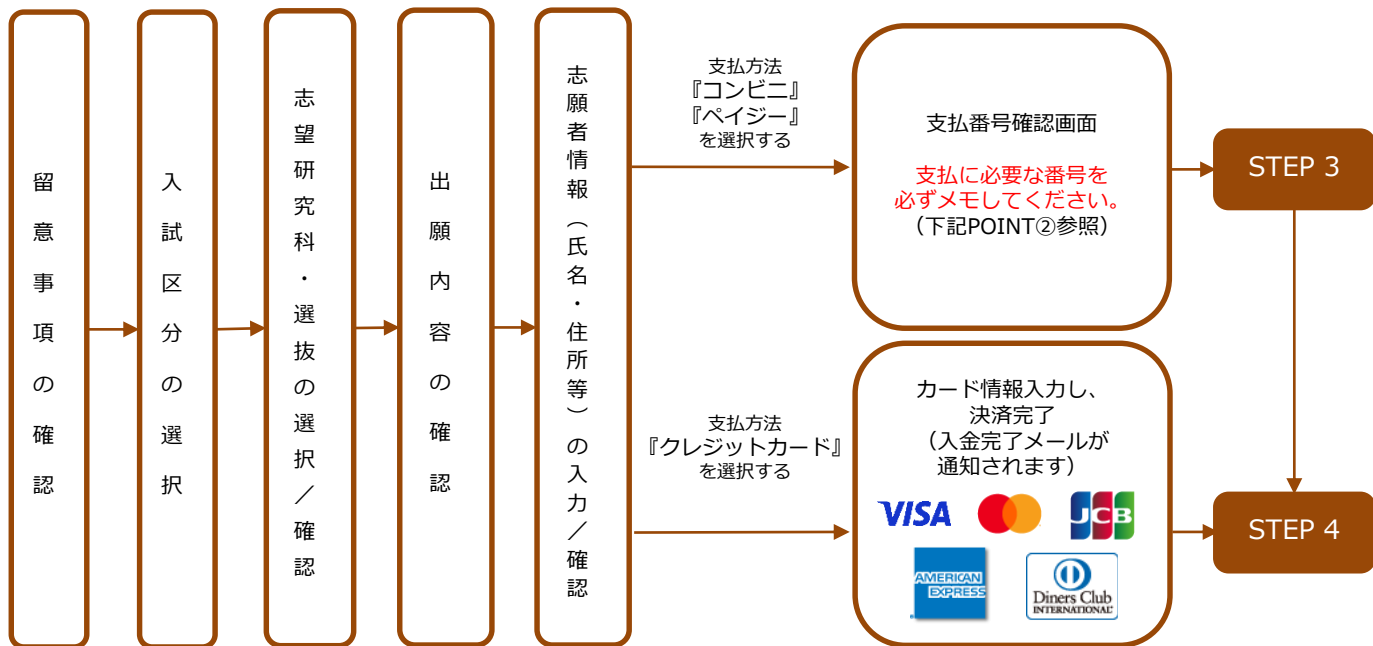 留意事項の確認
入試区分の選択
志望研究科・選抜の選択／確認
出願内容の確認
志願者情報（氏名・住所等）の入力／確認
支払方法
『コンビニ』
『ペイジー』
を選択する
支払番号確認画面
支払に必要な番号を
必ずメモしてください。
（下記POINT②参照）
STEP 3
支払方法
『クレジットカード』
を選択する
カード情報入力し、
決済完了
（入金完了メールが
通知されます）
VISA
JCB
AMERICAN
EXPRESS
Diners Club
INTERNATIONAL
STEP 4